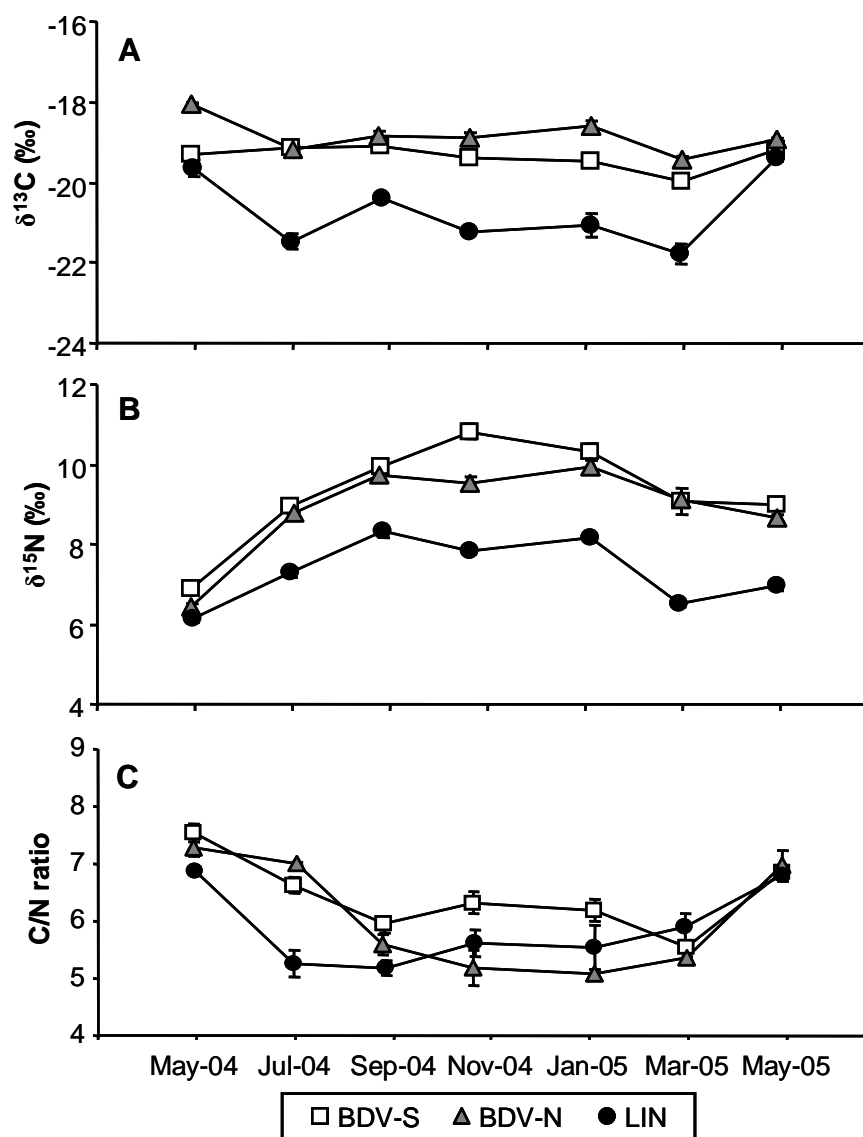 A
δ13C (‰)
-16
-18
-20
-22
-24
B
δ15N (‰)
12
10
8
6
4
C
C/N ratio
9
8
7
6
5
4
May-04 Jul-04 Sep-04 Nov-04 Jan-05 Mar-05 May-05
BDV-S BDV-N LIN